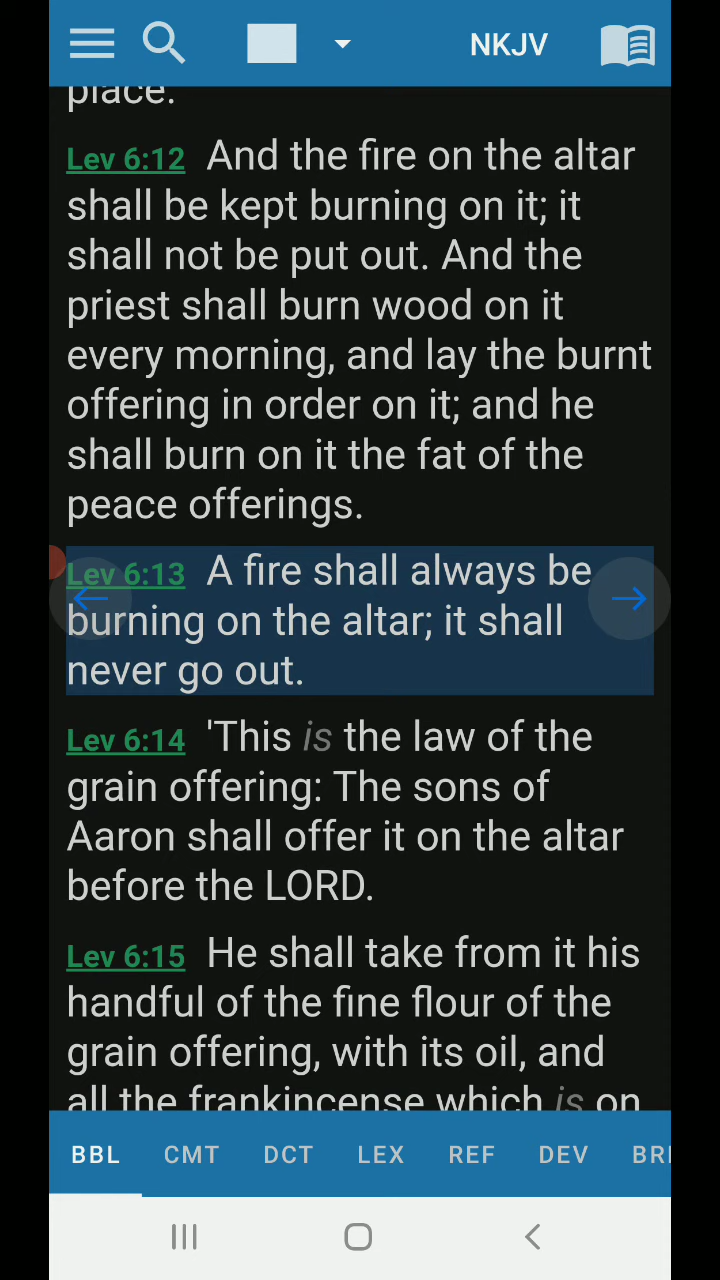 NKJV
place.
Lev 6:12 And the fire on the altar
shall be kept burning on it; it
shall not be put out. And the
priest shall burn wood on it
every morning, and lay the burnt
offering in order on it; and he
shall burn on it the fat of the
peace offerings.
Lev 6:13 A fire shall always be
burning on the altar; it shall
never go out.
Lev 6:14 'This is the law of the
grain offering: The sons of
Aaron shall offer it on the altar
before the LORD.
Lev 6:15 He shall take from it his
handful of the fine flour of the
grain offering, with its oil, and
all the frankincense which is on
BBL CMT DCT LEX REF DEV